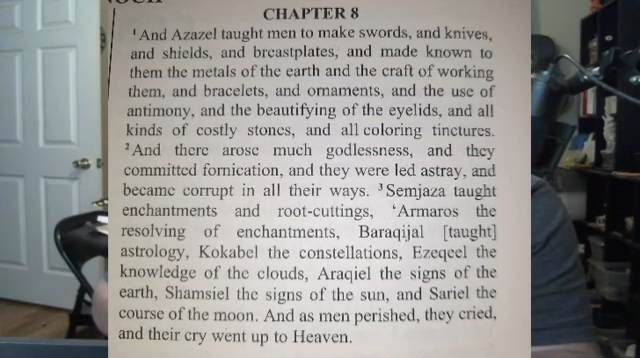 CHAPTER 8
¹And Azazel taught men to make swords, and knives,
and shields, and breastplates, and made known to
them the metals of the earth and the craft of working
them, and bracelets, and ornaments, and the use of
antimony, and the beautifying of the eyelids, and all
kinds of costly stones, and all coloring tinctures.
²And there arose much godlessness, and they
committed fornication, and they were led astray, and
became corrupt in all their ways. ³Semjaza taught
enchantments and root-cuttings, ‘Armaros the
resolving of enchantments, Baraqijal [taught]
astrology, Kokabel the constellations, Ezeqeel the
knowledge of the clouds, Araqiel the signs of the
earth, Shamsiel the signs of the sun, and Sariel the
course of the moon. And as men perished, they cried,
and their cry went up to Heaven.